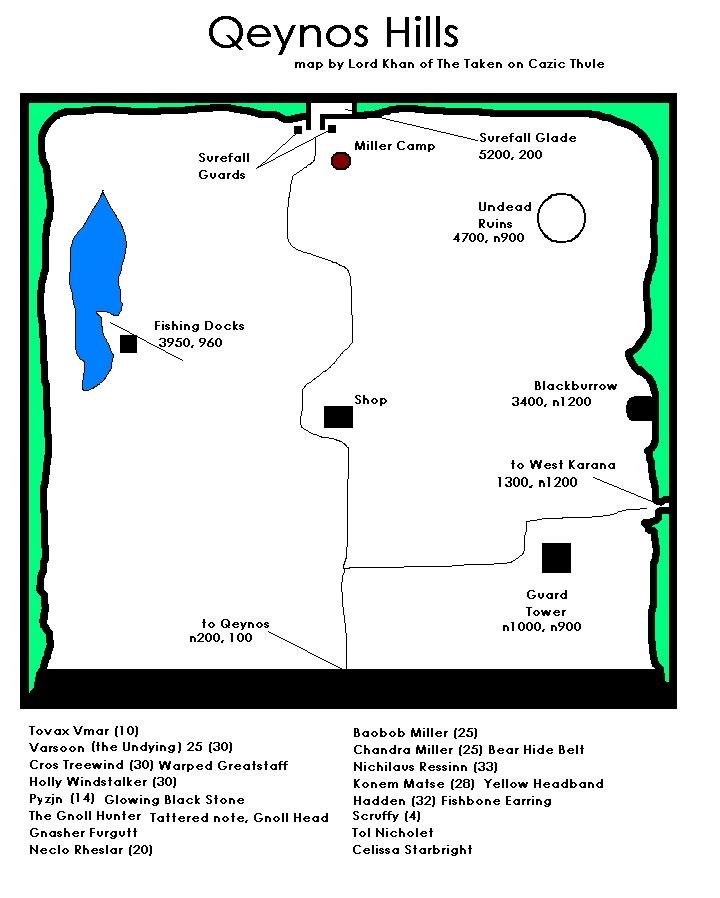 Qeynos Hills
map by Lord Khan of The Taken on Cazic Thule
Surefall Glade
5200, 200
Miller Camp
Surefall
Guards
Undead
Ruins
4700, n900
Fishing Docks
3950, 960
Blackburrow
3400, n1200
Shop
to West Karana
1300, n1200
Guard
Tower
n1000, n900
to Qeynos
n200, 100
Tovax Vmar (10)
Varsoon (the Undying) 25 (30)
Cros Treewind (30) Warped Greatstaff
Holly Windstalker (30)
Pyzjn (14) Glowing Black Stone
The Gnoll Hunter Tattered note, Gnoll Head
Gnasher Furgutt
Neclo Rheslar (20)
Baobob Miller (25)
Chandra Miller (25) Bear Hide Belt
Nichilaus Ressinn (33)
Konem Matse (28) Yellow Headband
Hadden (32) Fishbone Earring
Scruffy (4)
Tol Nicholet
Celissa Starbright